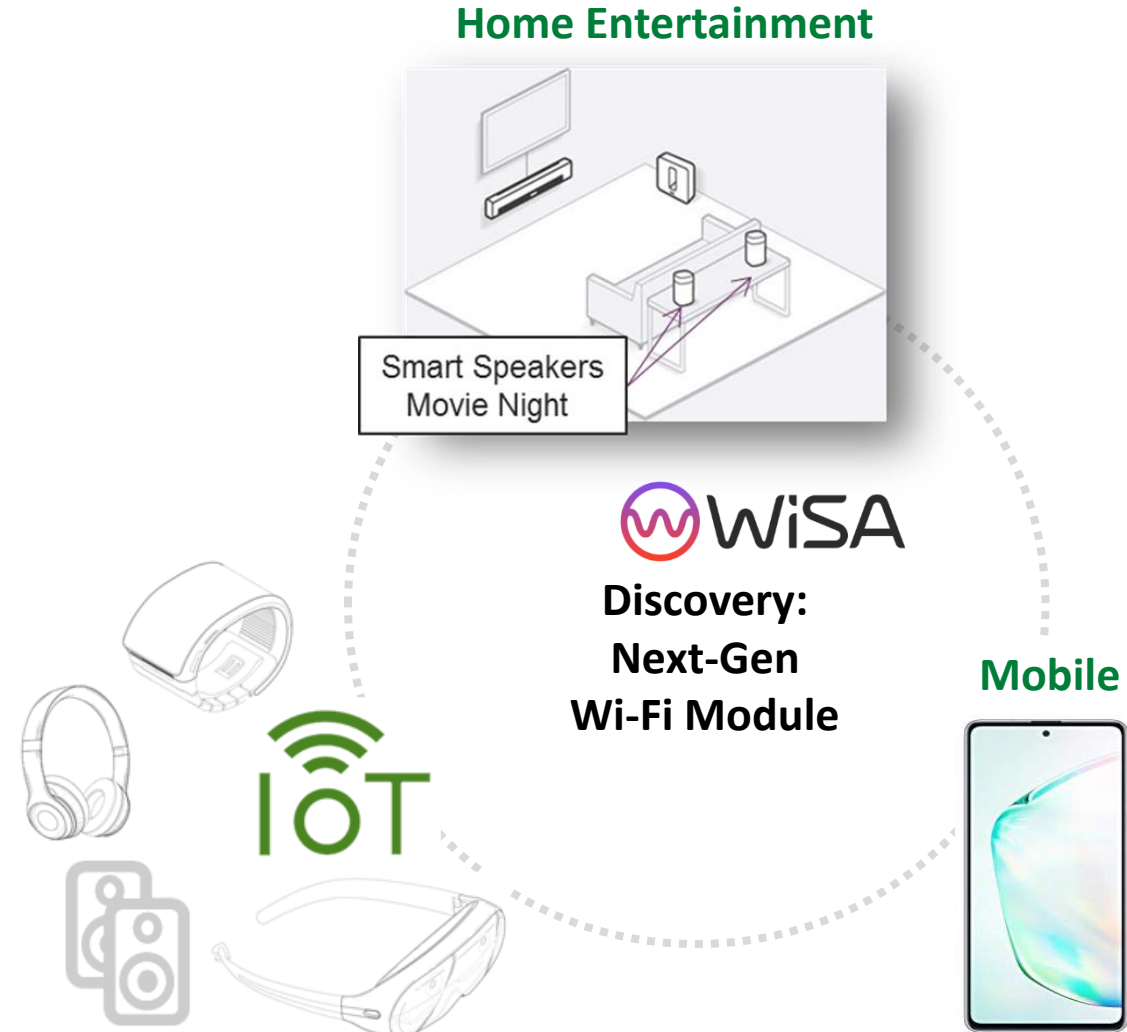 Home Entertainment
Smart Speakers
Movie Night
WiSA
Discovery:
Next-Gen
Wi-Fi Module
Mobile
IoT